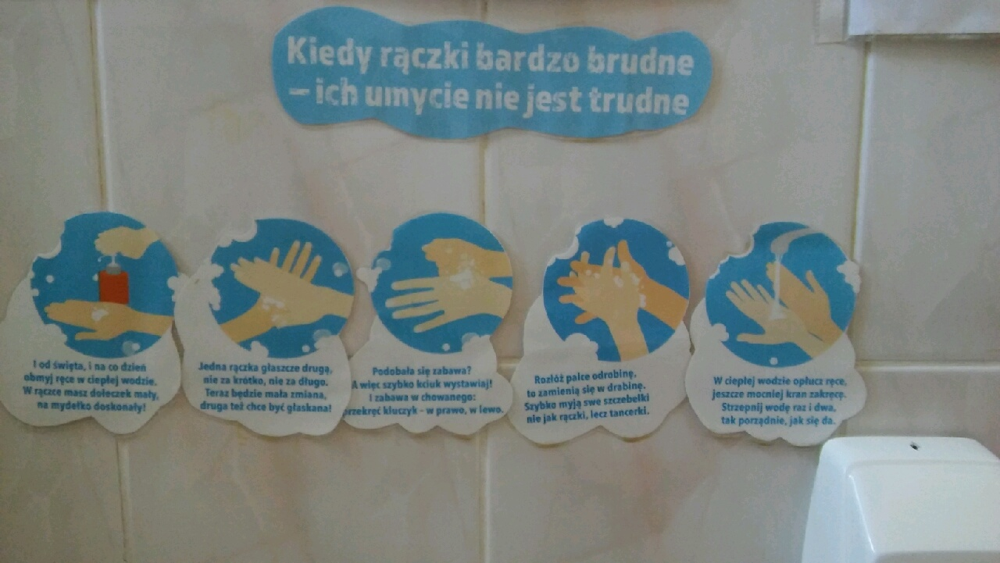 Kiedy rączki bardzo brudne
– ich umycie nie jest trudne
I od święta, i na co dzień
obmyj ręce w ciepłej wodzie.
W rączce masz dołeczek mały,
na mydełko doskonały!
Jedna rączka głaszcze drugą,
nie za krótko, nie za długo.
Teraz będzie mała zmiana,
druga też chce być głaskana!
Podobała się zabawa?
A więc szybko kciuk wystawiaj!
I zabawa w chowanego:
przekręć kluczyk – w prawo, w lewo.
Rozłóż palce odrobinę,
to zamienią się w drabinę.
Szybko myją swe szczebelki
nie jak rączki, lecz tancerki.
W ciepłej wodzie opłucz ręce,
jeszcze mocniej kran zakręcę.
Strzepnij wodę raz i dwa,
tak porządnie, jak się da.